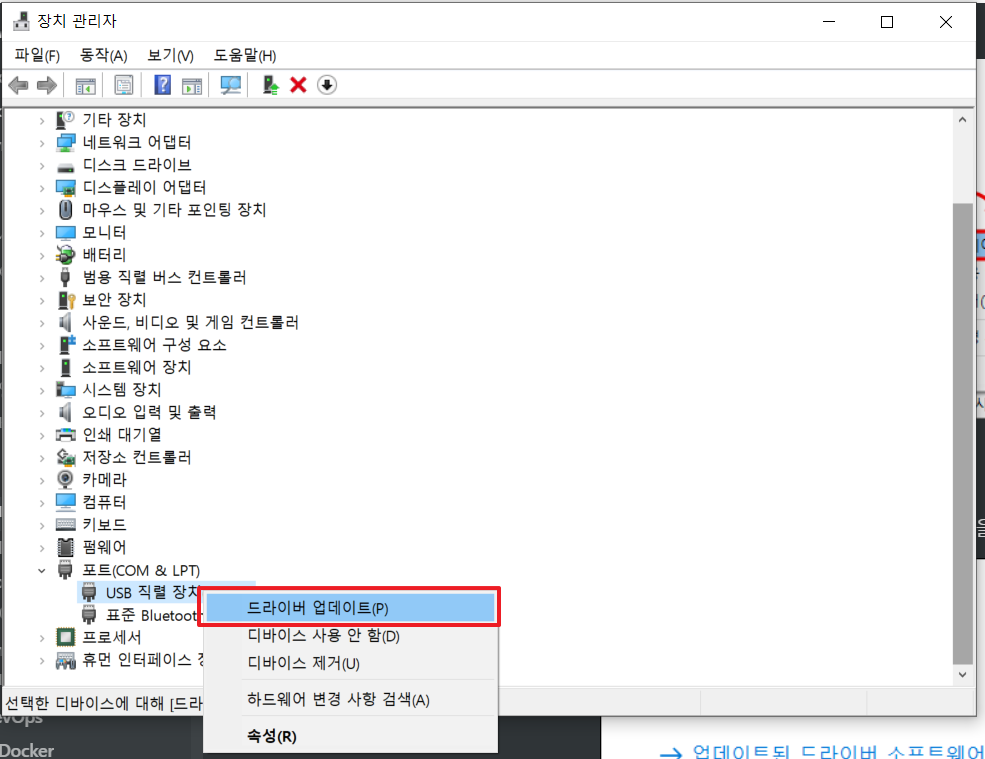 장치 관리자
파일(F) 동작(A) 보기(V) 도움말(H)
기타 장치
네트워크 어댑터
디스크 드라이브
디스플레이 어댑터
마우스 및 기타 포인팅 장치
모니터
배터리
범용 직렬 버스 컨트롤러
보안 장치
사운드, 비디오 및 게임 컨트롤러
소프트웨어 구성 요소
소프트웨어 장치
시스템 장치
오디오 입력 및 출력
인쇄 대기열
저장소 컨트롤러
카메라
컴퓨터
키보드
펌웨어
포트(COM & LPT)
USB 직렬 장치
표준 Bluetoot
프로세서
휴먼 인터페이스
드라이버 업데이트(P)
디바이스 사용 안 함(D)
디바이스 제거(U)
하드웨어 변경 사항 검색(A)
속성(R)
선택한 디바이스에 대해 [드라
evOps
Docker
→ 업데이트된 드라이버 소프트웨어